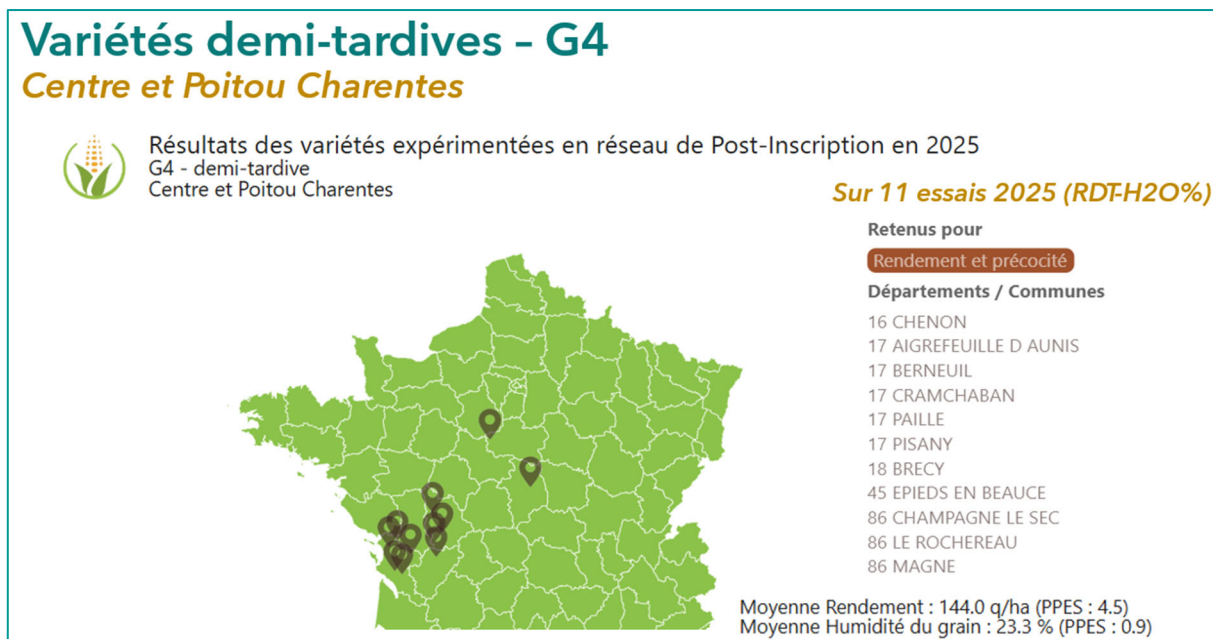 Variétés demi-tardives – G4
Centre et Poitou Charentes
Résultats des variétés expérimentées en réseau de Post-Inscription en 2025
G4 - demi-tardive
Centre et Poitou Charentes
Sur 11 essais 2025 (RDT-H2O%)
Retenus pour
Rendement et précocité
Départements / Communes
16 CHENON
17 AIGREFEUILLE D AUNIS
17 BERNEUIL
17 CRAMCHABAN
17 PAILLE
17 PISANY
18 BRECY
45 EPIEDS EN BEAUCE
86 CHAMPAGNE LE SEC
86 LE ROCHEREAU
86 MAGNE
Moyenne Rendement : 144.0 q/ha (PPES : 4.5)
Moyenne Humidité du grain : 23.3 % (PPES : 0.9)